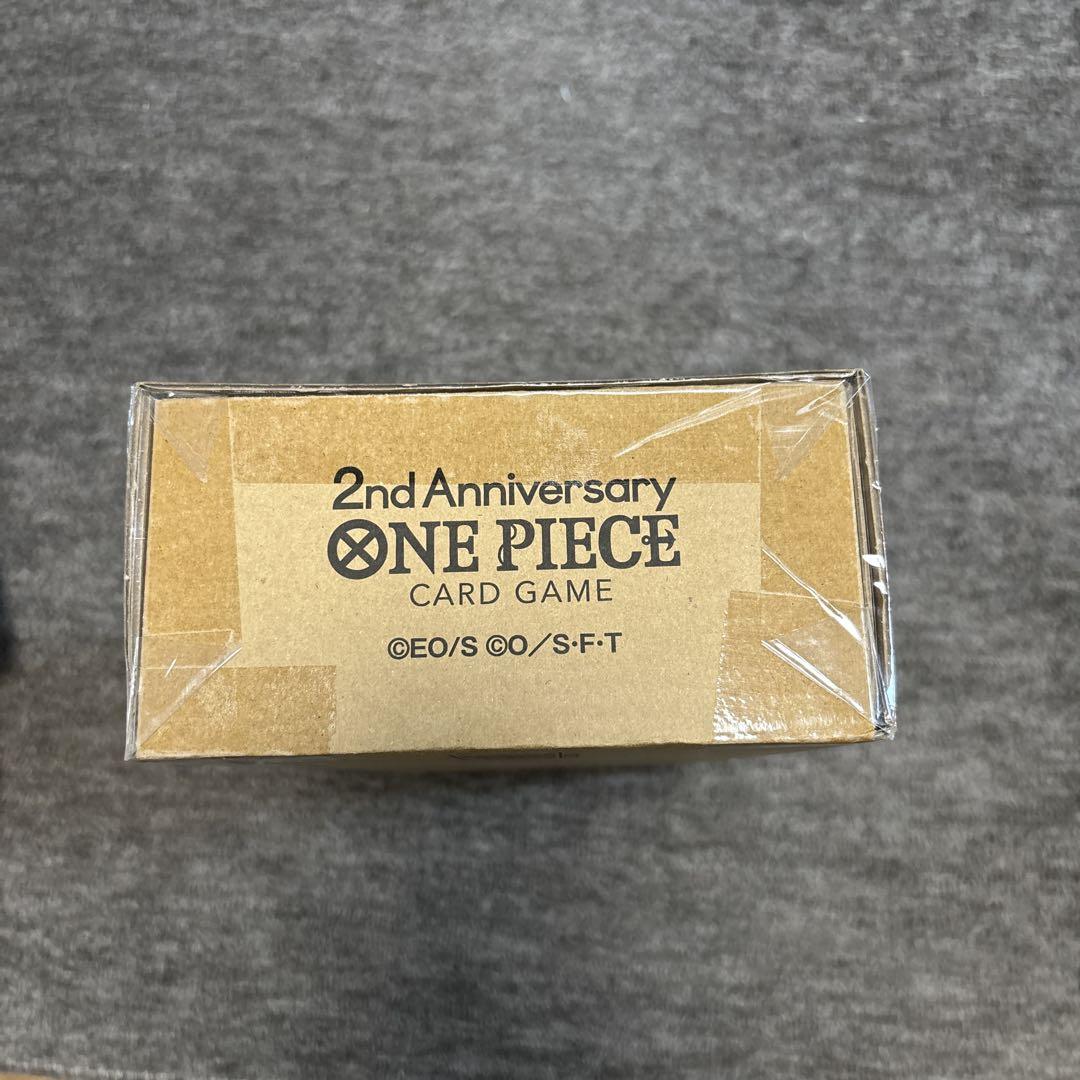 2nd Anniversary
ONE PIECE
CARD GAME
©EO/S ©O／S·F·T